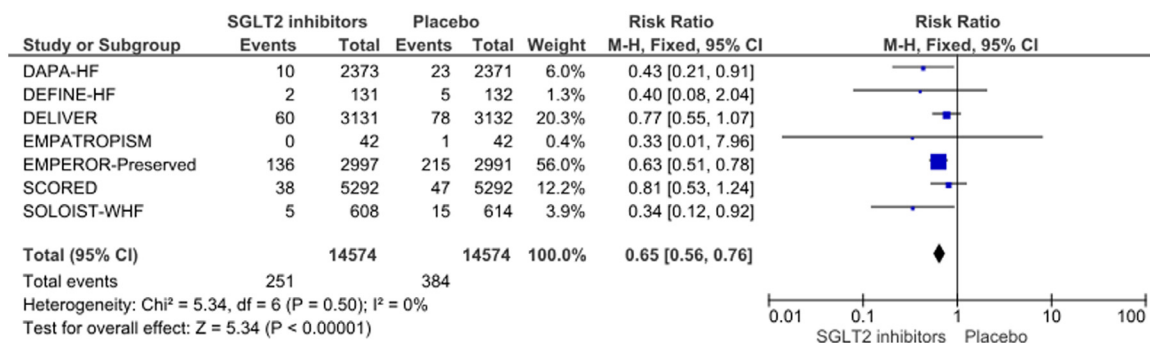 SGLT2 inhibitors Placebo Risk Ratio Risk Ratio
Study or Subgroup Events Total Events Total Weight M-H, Fixed, 95% CI M-H, Fixed, 95% CI
DAPA-HF 10 2373 23 2371 6.0% 0.43 [0.21, 0.91]
DEFINE-HF 2 131 5 132 1.3% 0.40 [0.08, 2.04]
DELIVER 60 3131 78 3132 20.3% 0.77 [0.55, 1.07]
EMPATROPISM 0 42 1 42 0.4% 0.33 [0.01, 7.96]
EMPEROR-Preserved 136 2997 215 2991 56.0% 0.63 [0.51, 0.78]
SCORED 38 5292 47 5292 12.2% 0.81 [0.53, 1.24]
SOLOIST-WHF 5 608 15 614 3.9% 0.34 [0.12, 0.92]
Total (95% CI) 14574 14574 100.0% 0.65 [0.56, 0.76]
Total events 251 384
Heterogeneity: Chi² = 5.34, df = 6 (P = 0.50); I² = 0%
Test for overall effect: Z = 5.34 (P < 0.00001)
0.01 0.1 1 10 100
SGLT2 inhibitors Placebo